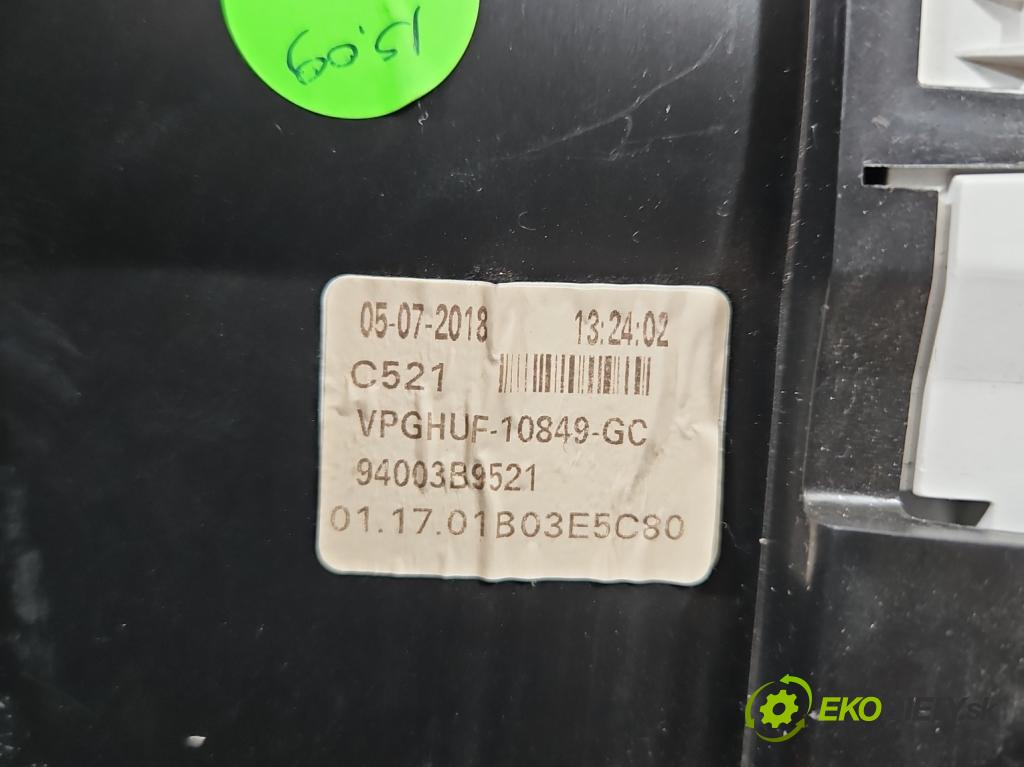 15.09
05-07-2018 13:24:02
C521
VPGHUF-10849-GC
94003B9521
01.17.01B03E5C80
EKODIELY.sk